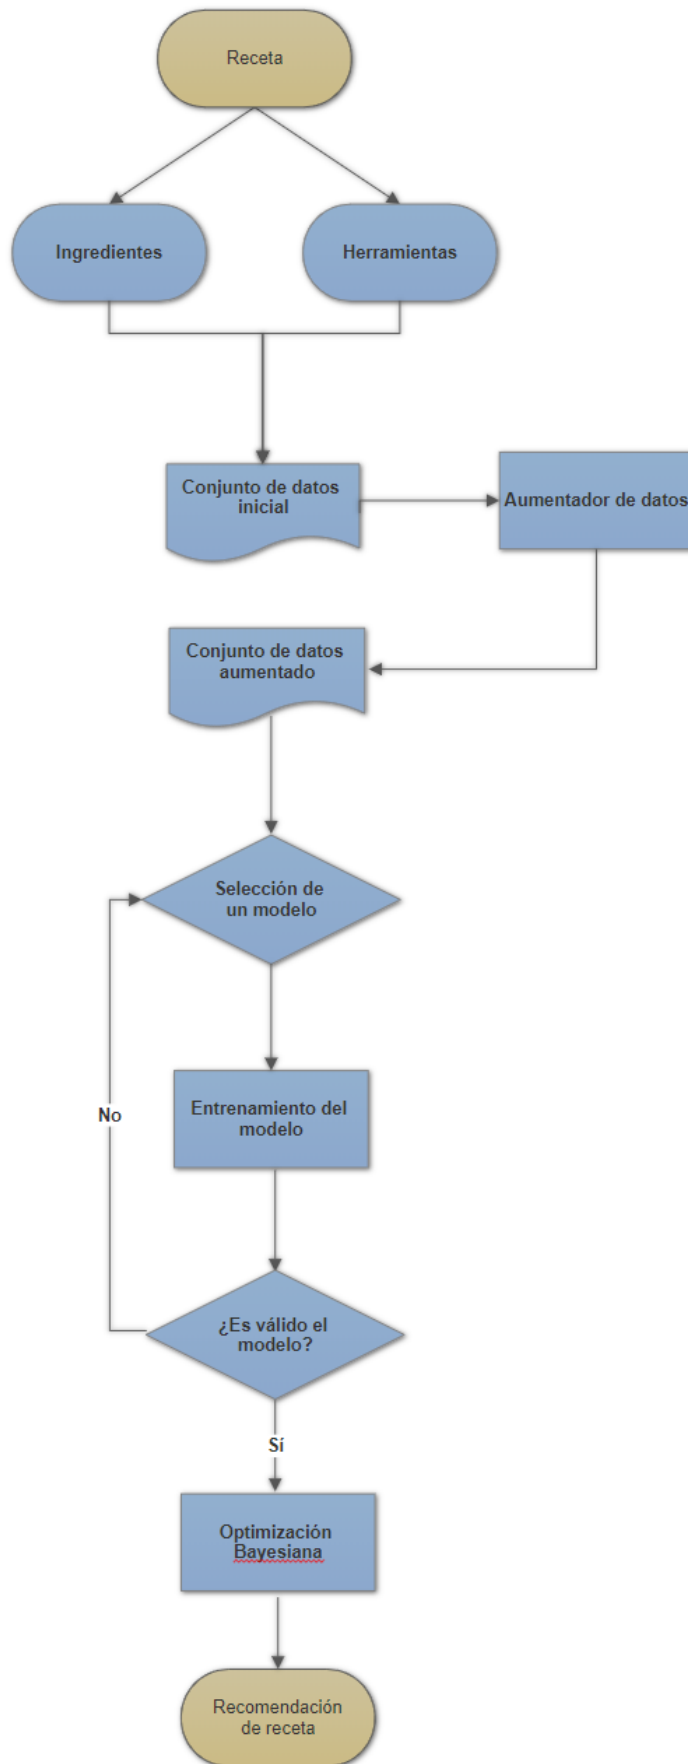 Receta
Ingredientes
Herramientas
Conjunto de datos
inicial
Aumentador de datos
Conjunto de datos
aumentado
Selección de
un modelo
Entrenamiento del
modelo
No
¿Es válido el
modelo?
Sí
Optimización
Bayesiana
Recomendación
de receta